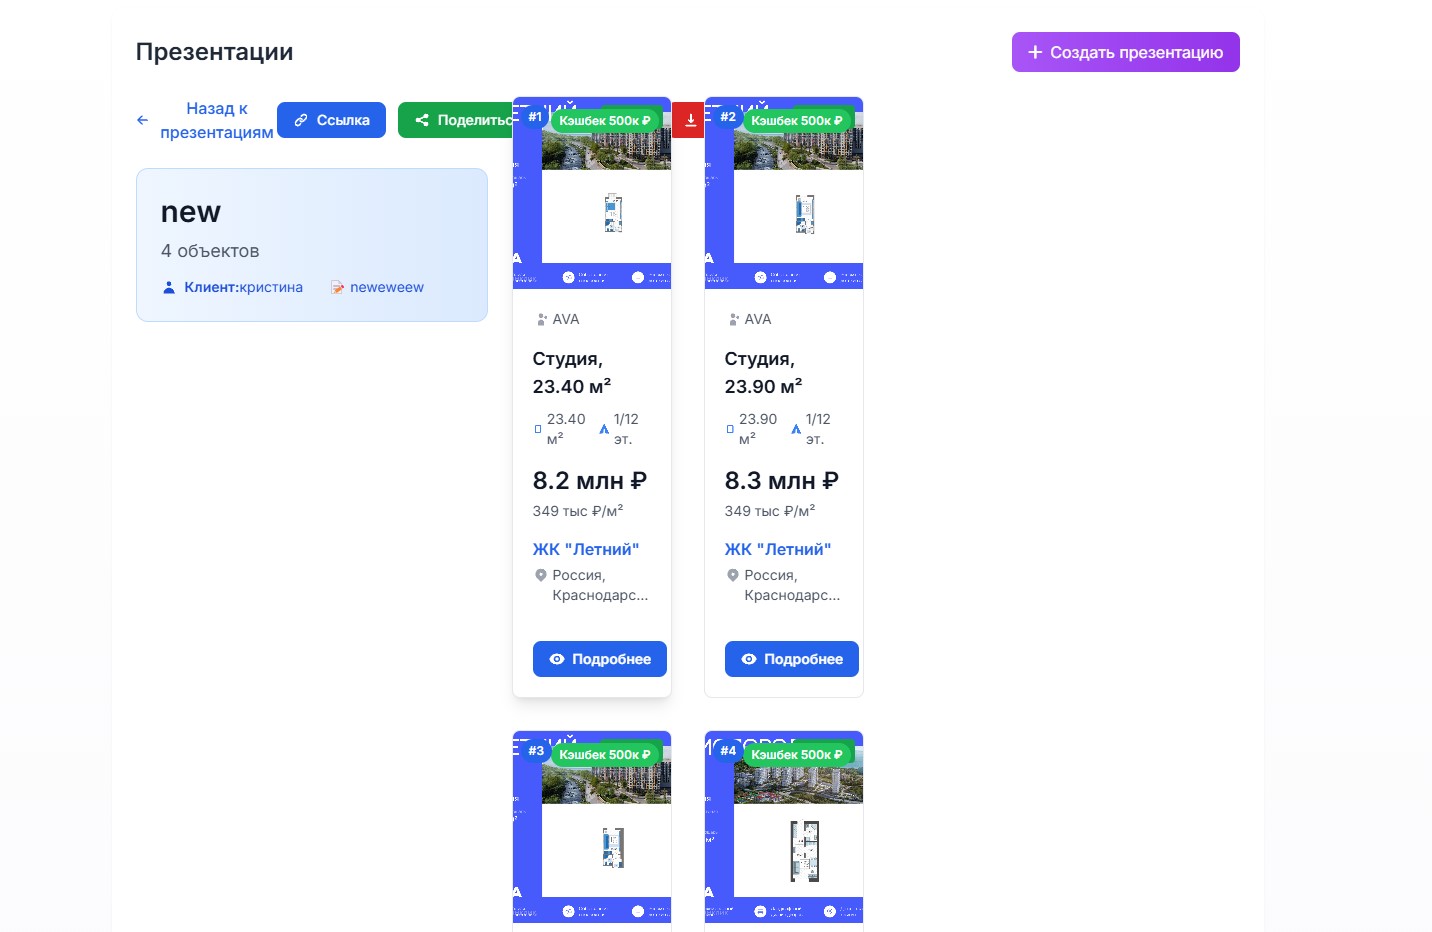 Презентации
Создать презентацию
Назад к
презентациям
Ссылка
Поделитьс
new
4 объектов
Клиент:кристина
neweweew
#1
Кэшбек 500к ₽
AVA
Студия,
23.40 м²
23.40
м²
1/12
эт.
8.2 млн ₽
349 тыс ₽/м²
ЖК "Летний"
Россия,
Краснодарс...
Подробнее
#2
Кэшбек 500к ₽
AVA
Студия,
23.90 м²
23.90
м²
1/12
эт.
8.3 млн ₽
349 тыс ₽/м²
ЖК "Летний"
Россия,
Краснодарс...
Подробнее
#3
Кэшбек 500к ₽
#4
Кэшбек 500к ₽